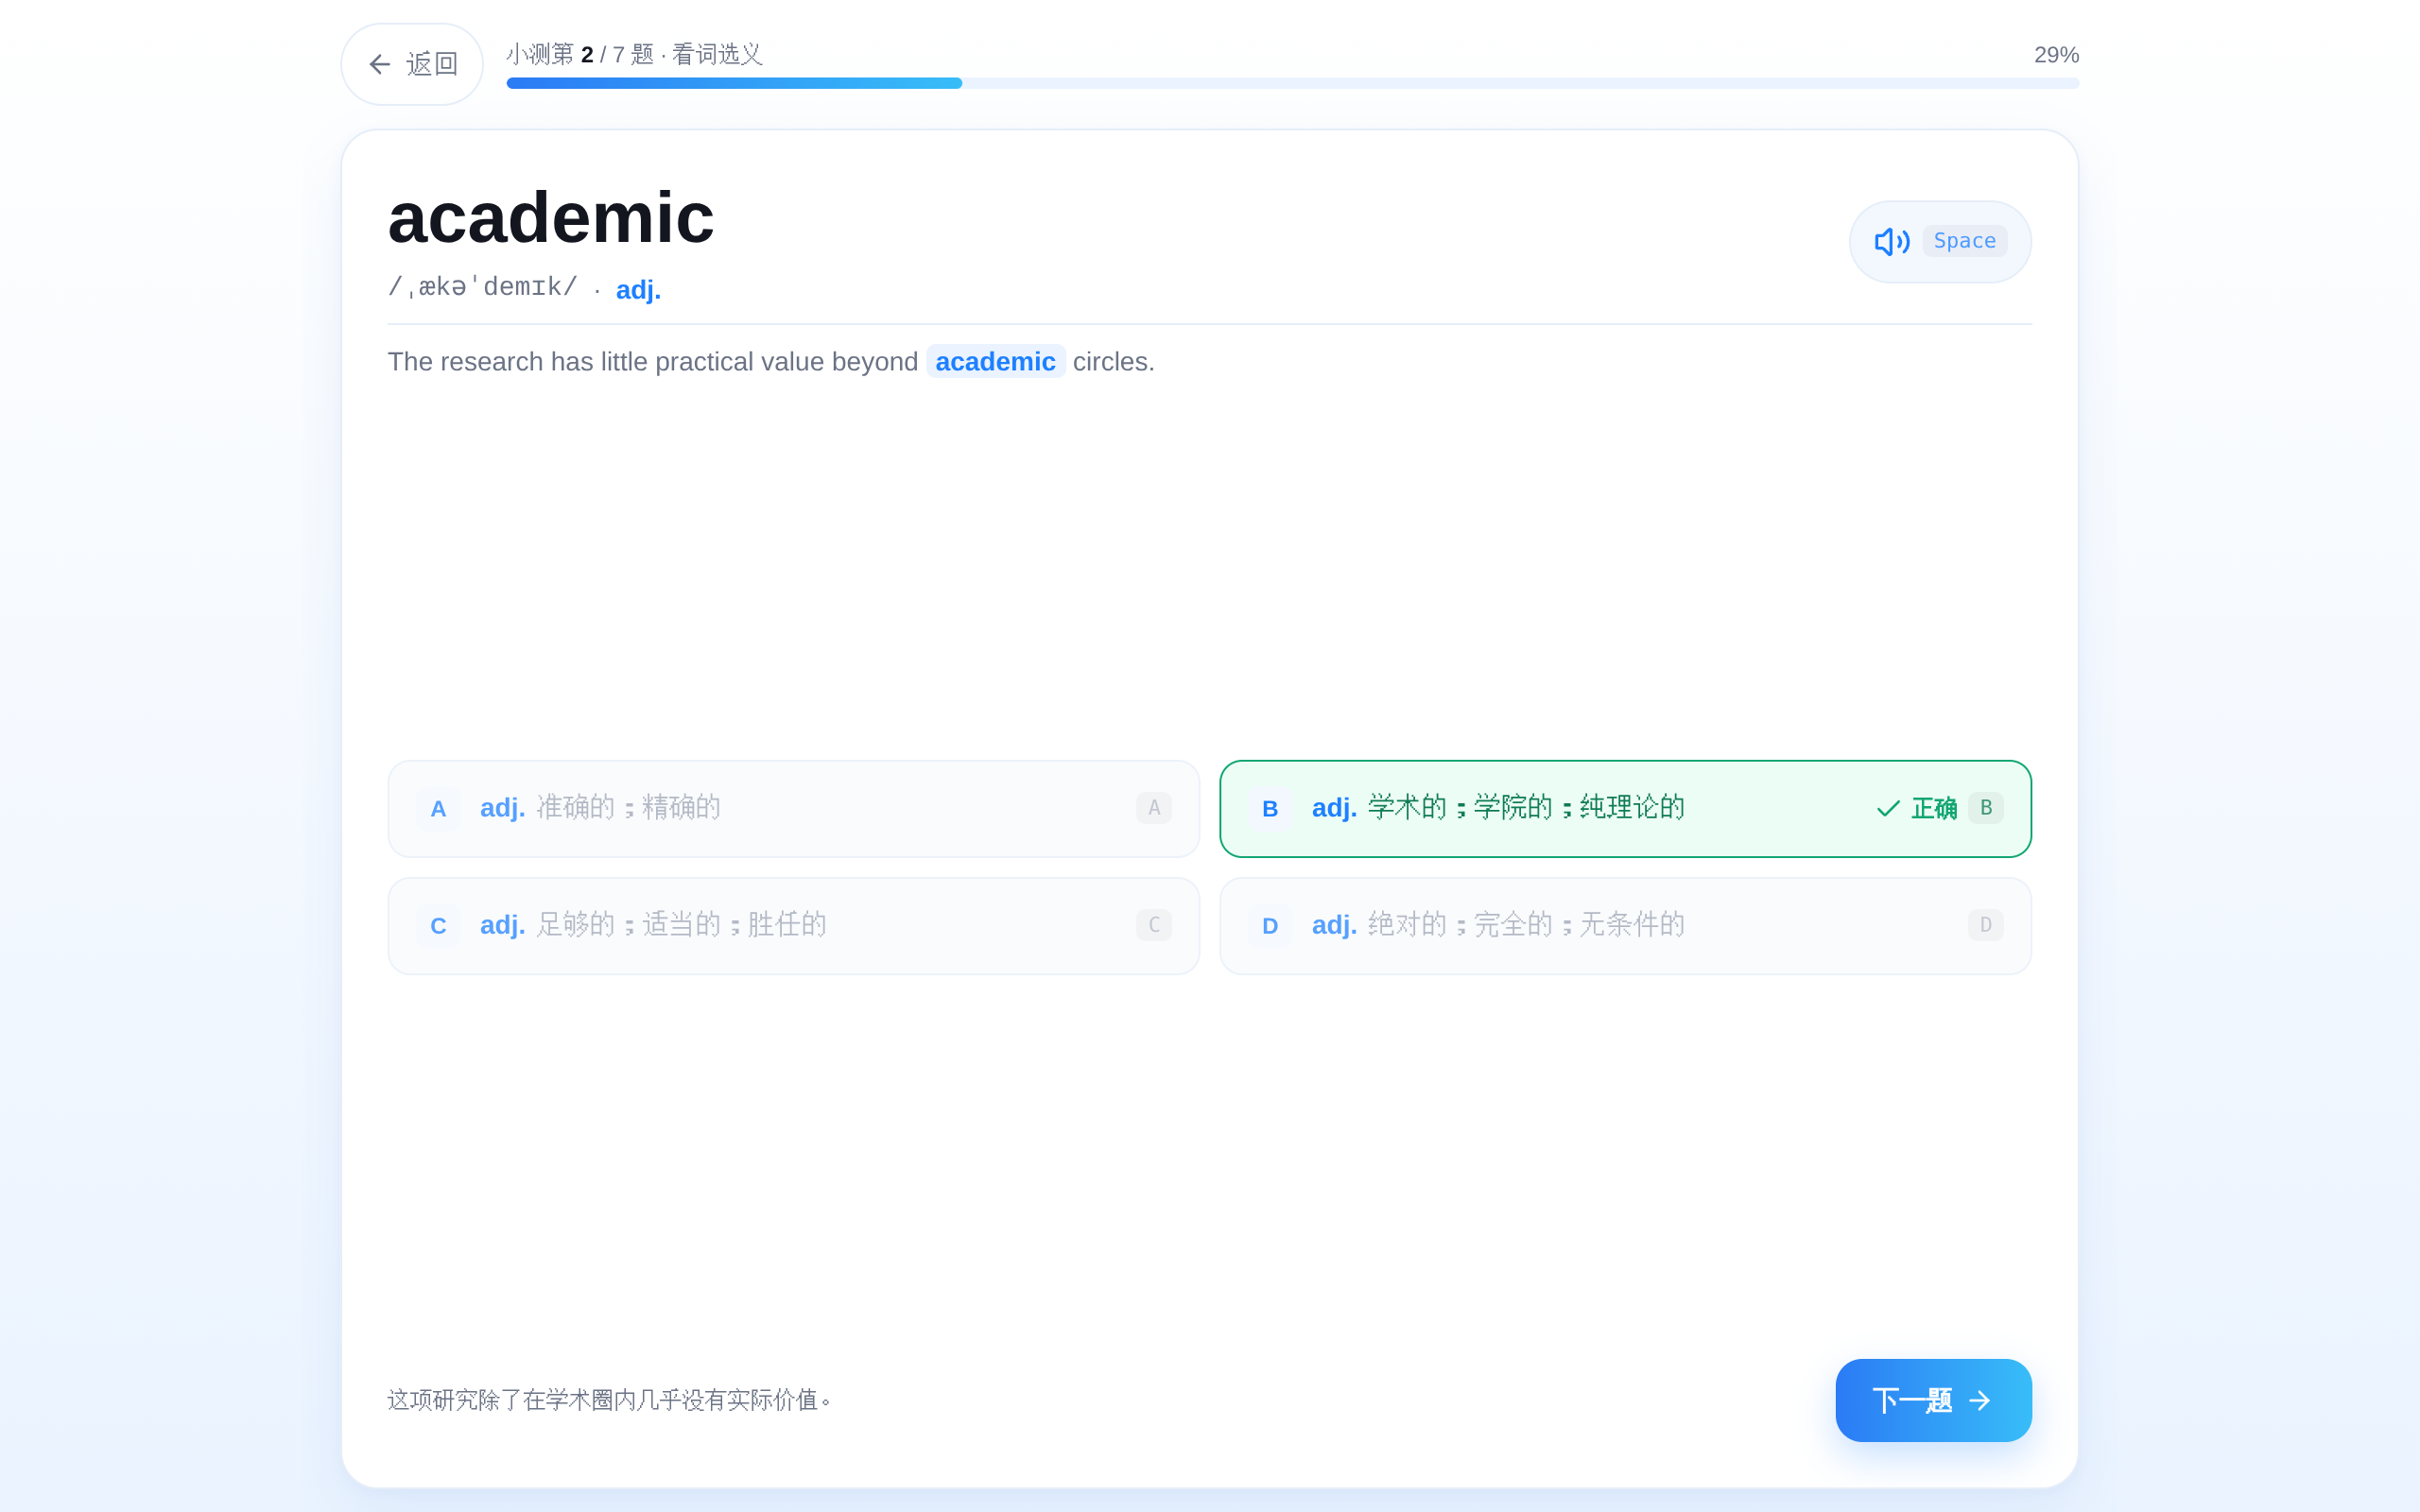 返回
小测第 2 / 7 题 · 看词选义
29%
academic
/ˌækəˈdemɪk/ · adj.
Space
The research has little practical value beyond academic circles.
A adj. 准确的；精确的 A
B adj. 学术的；学院的；纯理论的 正确 B
C adj. 足够的；适当的；胜任的 C
D adj. 绝对的；完全的；无条件的 D
这项研究除了在学术圈内几乎没有实际价值。
下一题